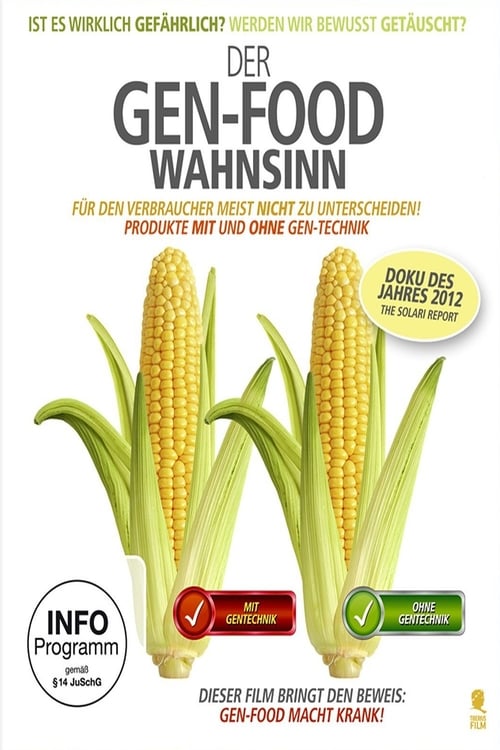 IST ES WIRKLICH GEFÄHRLICH? WERDEN WIR BEWUSST GETÄUSCHT?
DER
GEN-FOOD
WAHNSINN
FÜR DEN VERBRAUCHER MEIST NICHT ZU UNTERSCHEIDEN!
PRODUKTE MIT UND OHNE GEN-TECHNIK
DOKU DES
JAHRES 2012
THE SOLARI REPORT
MIT
GENTECHNIK
OHNE
GENTECHNIK
INFO
Programm
gemäß
§ 14 JuSchG
DIESER FILM BRINGT DEN BEWEIS:
GEN-FOOD MACHT KRANK!
TIBERIUS
FILM